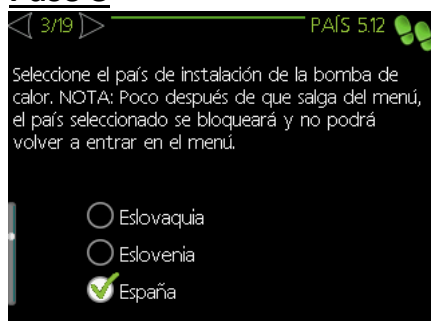 3/19 PAÍS 5.12
Seleccione el país de instalación de la bomba de
calor. NOTA: Poco después de que salga del menú,
el país seleccionado se bloqueará y no podrá
volver a entrar en el menú.
Eslovaquia
Eslovenia
España